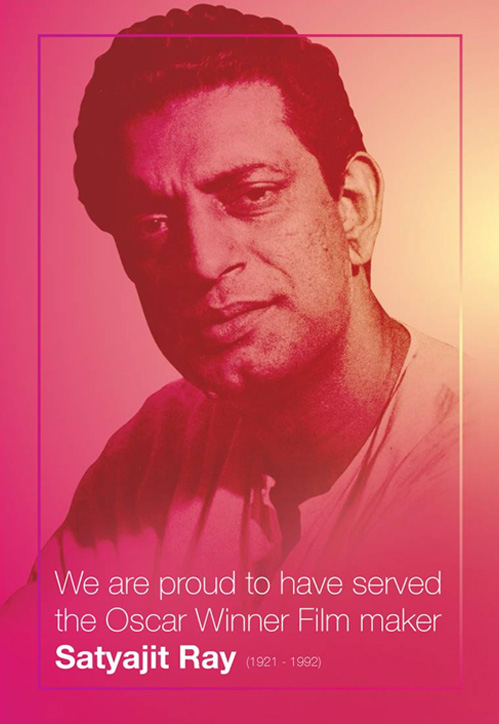 We are proud to have served
the Oscar Winner Film maker
Satyajit Ray (1921 - 1992)